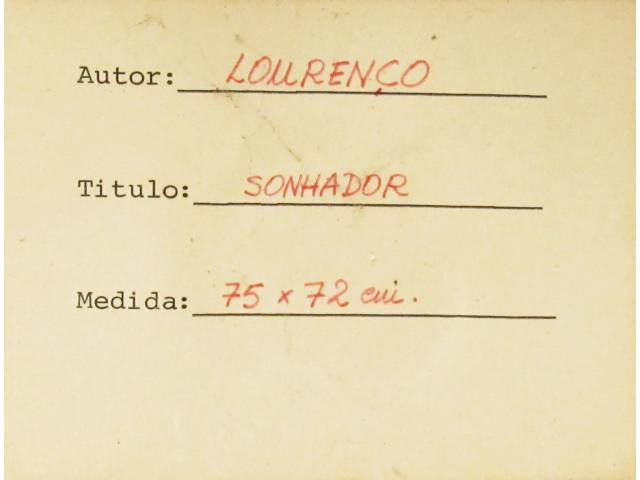 Autor: LOURENÇO
Titulo: SONHADOR
Medida: 75 x 72 cm.